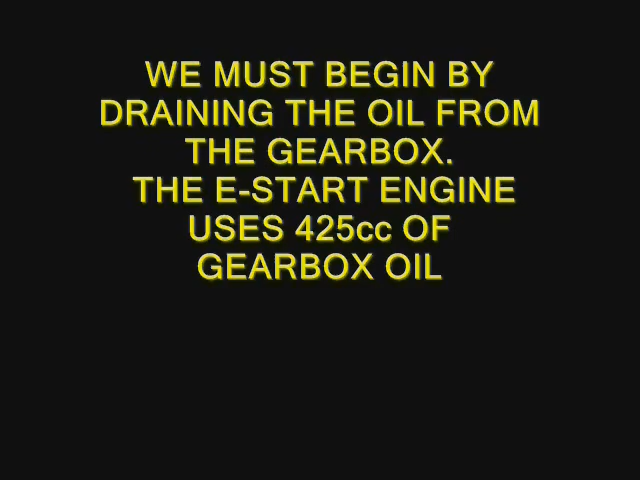 WE MUST BEGIN BY
DRAINING THE OIL FROM
THE GEARBOX.
THE E-START ENGINE
USES 425cc OF
GEARBOX OIL